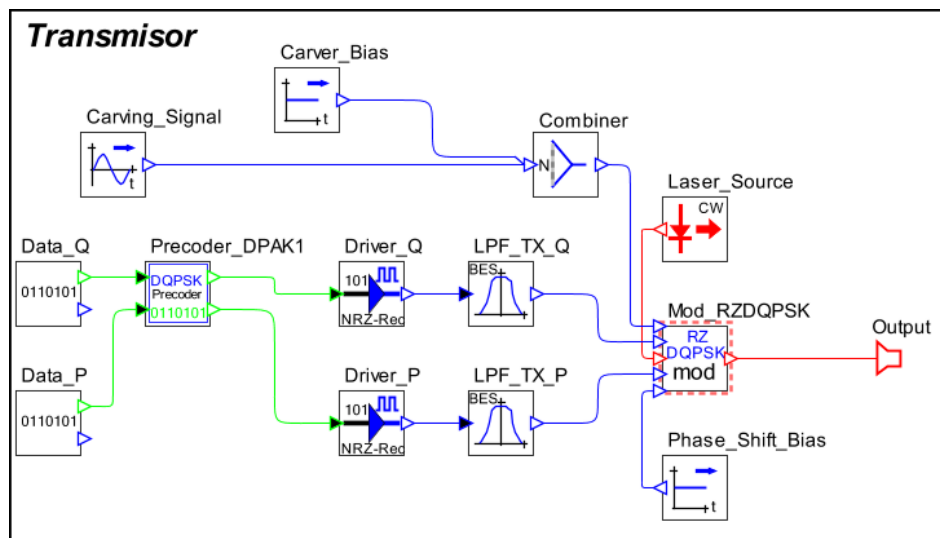 Transmisor
Carver_Bias
t
Carving_Signal
t
Combiner
N
Laser_Source
CW
Data_Q
0110101
Precoder_DPAK1
DQPSK
Precoder
0110101
Driver_Q
101
NRZ-Rec
LPF_TX_Q
BES
Mod_RZDQPSK
RZ
DQPSK
mod
Output
Data_P
0110101
Driver_P
101
NRZ-Rec
LPF_TX_P
BES
Phase_Shift_Bias
t